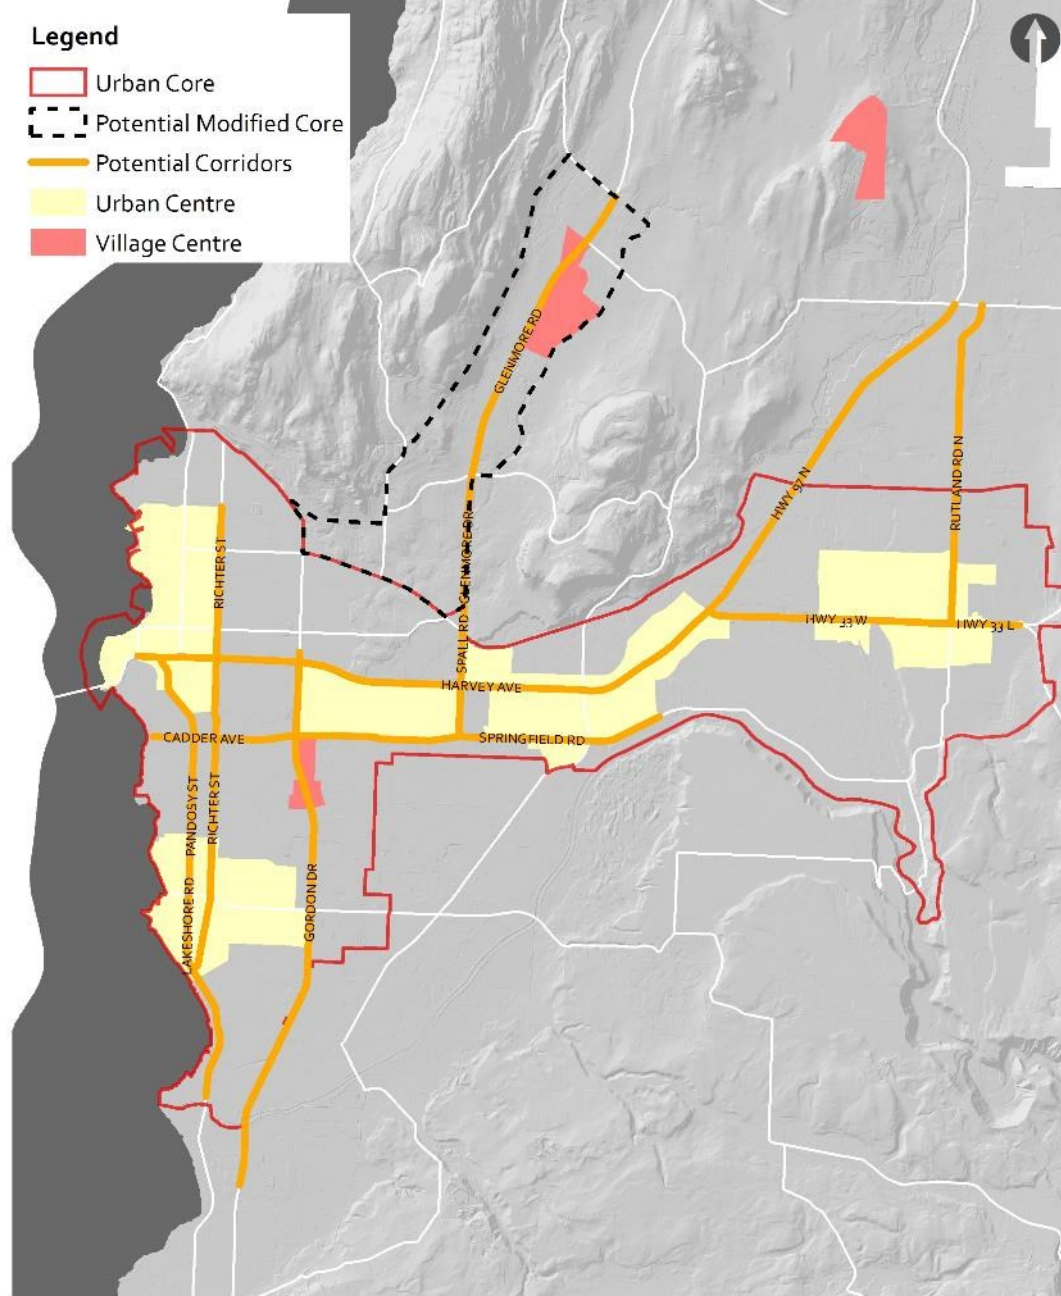 Legend
Urban Core
Potential Modified Core
Potential Corridors
Urban Centre
Village Centre
GLENMORE RD
HWY 97 N
RUTLAND RD N
RICHTER ST
SPALL RD
GLENMORE DR
HWY 33 W
HWY 33 E
HARVEY AVE
CADDER AVE
SPRINGFIELD RD
PANDOSY ST
RICHTER ST
LAKESHORE RD
GORDON DR